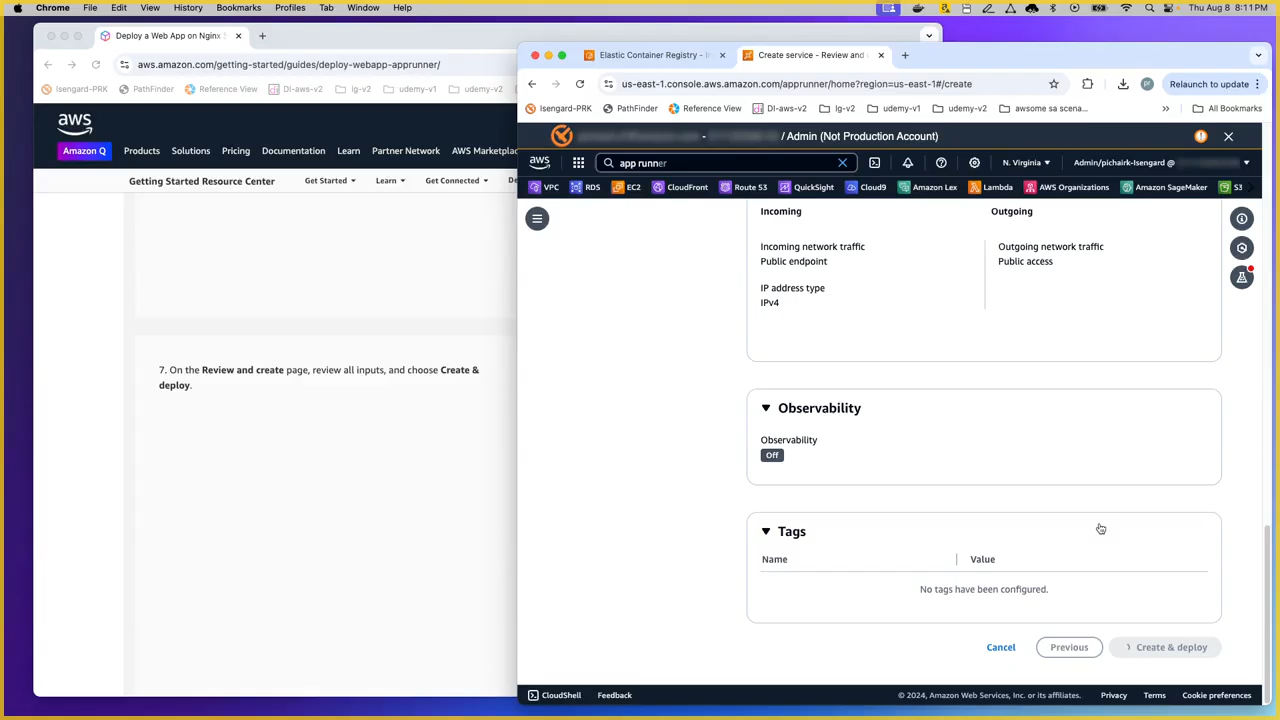 Chrome File Edit View History Bookmarks Profiles Tab Window Help
Thu Aug 8 8:11 PM
Deploy a Web App on Nginx S
aws.amazon.com/getting-started/guides/deploy-webapp-apprunner/
Isengard-PRK PathFinder Reference View DI-aws-v2 lg-v2 udemy-v1 udemy-v2
aws
Amazon Q Products Solutions Pricing Documentation Learn Partner Network AWS Marketplac
Getting Started Resource Center Get Started Learn Get Connected De
7. On the Review and create page, review all inputs, and choose Create &
deploy.
Elastic Container Registry - Create service - Review and
us-east-1.console.aws.amazon.com/apprunner/home?region=us-east-1#/create
pr
Relaunch to update
Isengard-PRK PathFinder Reference View DI-aws-v2 lg-v2 udemy-v1 udemy-v2 awsome sa scena... » All Bookmarks
/ Admin (Not Production Account)
aws
app runner
N. Virginia Admin/pichairk-Isengard @
VPC RDS EC2 CloudFront Route 53 QuickSight Cloud9 Amazon Lex Lambda AWS Organizations Amazon SageMaker S3
Incoming Outgoing
Incoming network traffic Outgoing network traffic
Public endpoint Public access
IP address type
IPv4
Observability
Observability
Off
Tags
Name Value
No tags have been configured.
Cancel Previous Create & deploy
CloudShell Feedback © 2024, Amazon Web Services, Inc. or its affiliates. Privacy Terms Cookie preferences